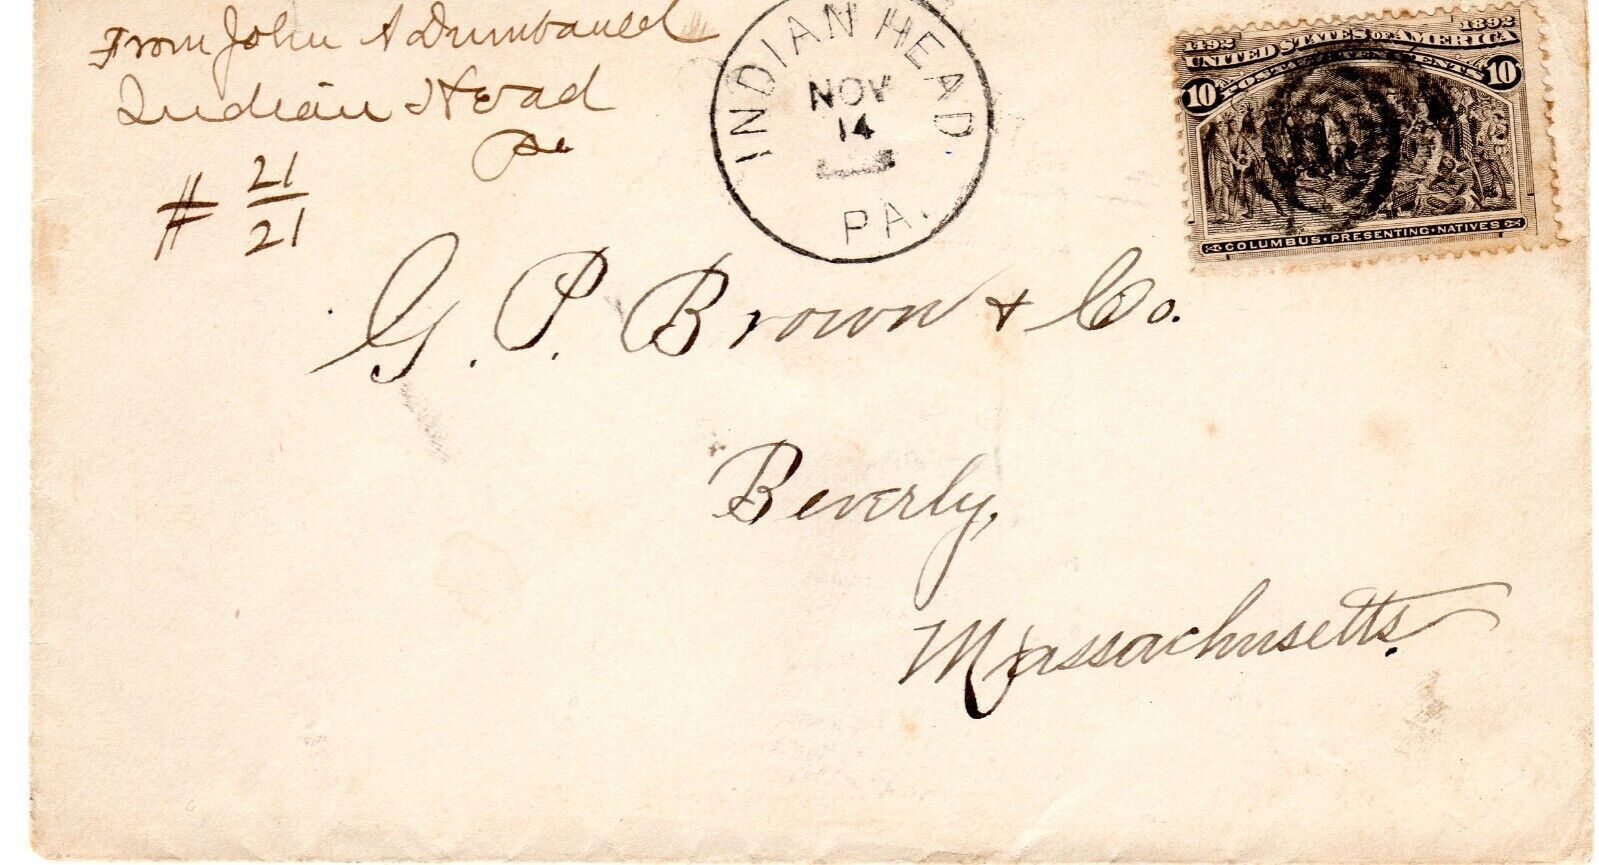 From John A Dumbauld
Indian Head
Pa
# 21/21
INDIAN HEAD
NOV
14
PA.
1492 1892
UNITED STATES OF AMERICA
10 POSTAGE TEN CENTS 10
COLUMBUS PRESENTING NATIVES
G. P. Brown & Co.
Beverly,
Massachusetts.